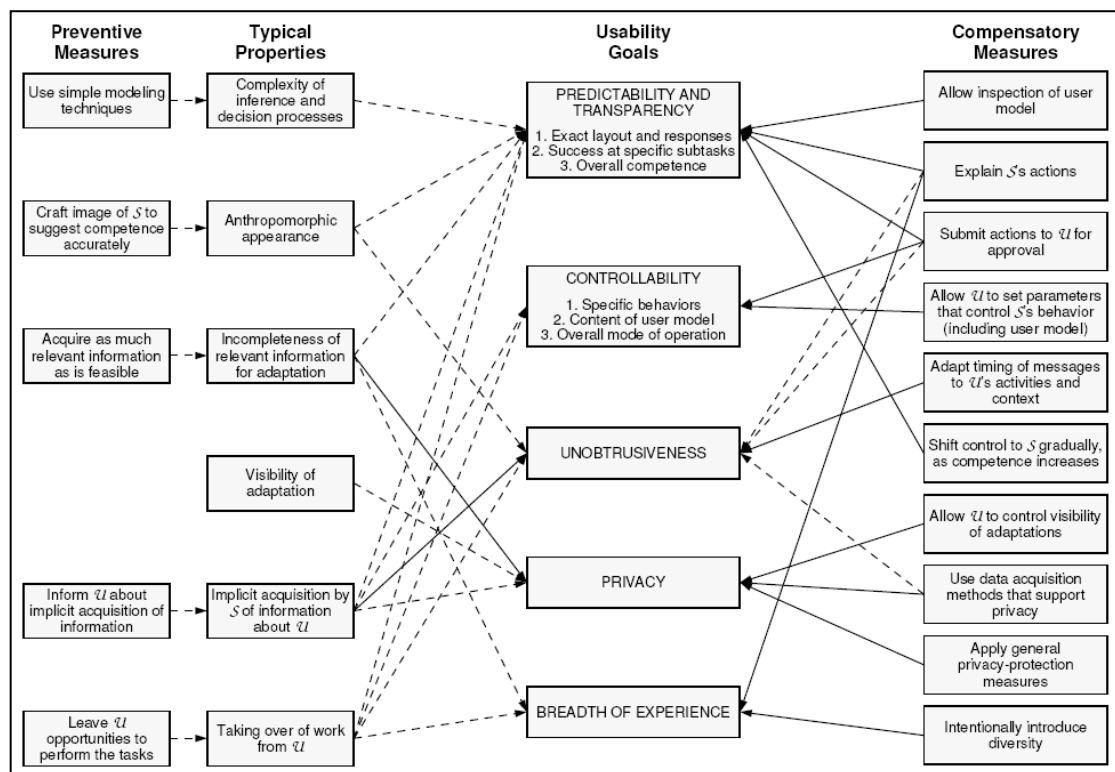 Preventive
Measures
Use simple modeling
techniques
Craft image of 𝒮 to
suggest competence
accurately
Acquire as much
relevant information
as is feasible
Inform 𝒰 about
implicit acquisition of
information
Leave 𝒰
opportunities to
perform the tasks
Typical
Properties
Complexity of
inference and
decision processes
Anthropomorphic
appearance
Incompleteness of
relevant information
for adaptation
Visibility of
adaptation
Implicit acquisition by
𝒮 of information
about 𝒰
Taking over of work
from 𝒰
Usability
Goals
PREDICTABILITY AND
TRANSPARENCY
1. Exact layout and responses
2. Success at specific subtasks
3. Overall competence
CONTROLLABILITY
1. Specific behaviors
2. Content of user model
3. Overall mode of operation
UNOBTRUSIVENESS
PRIVACY
BREADTH OF EXPERIENCE
Compensatory
Measures
Allow inspection of user
model
Explain 𝒮's actions
Submit actions to 𝒰 for
approval
Allow 𝒰 to set parameters
that control 𝒮's behavior
(including user model)
Adapt timing of messages
to 𝒰's activities and
context
Shift control to 𝒮 gradually,
as competence increases
Allow 𝒰 to control visibility
of adaptations
Use data acquisition
methods that support
privacy
Apply general
privacy-protection
measures
Intentionally introduce
diversity